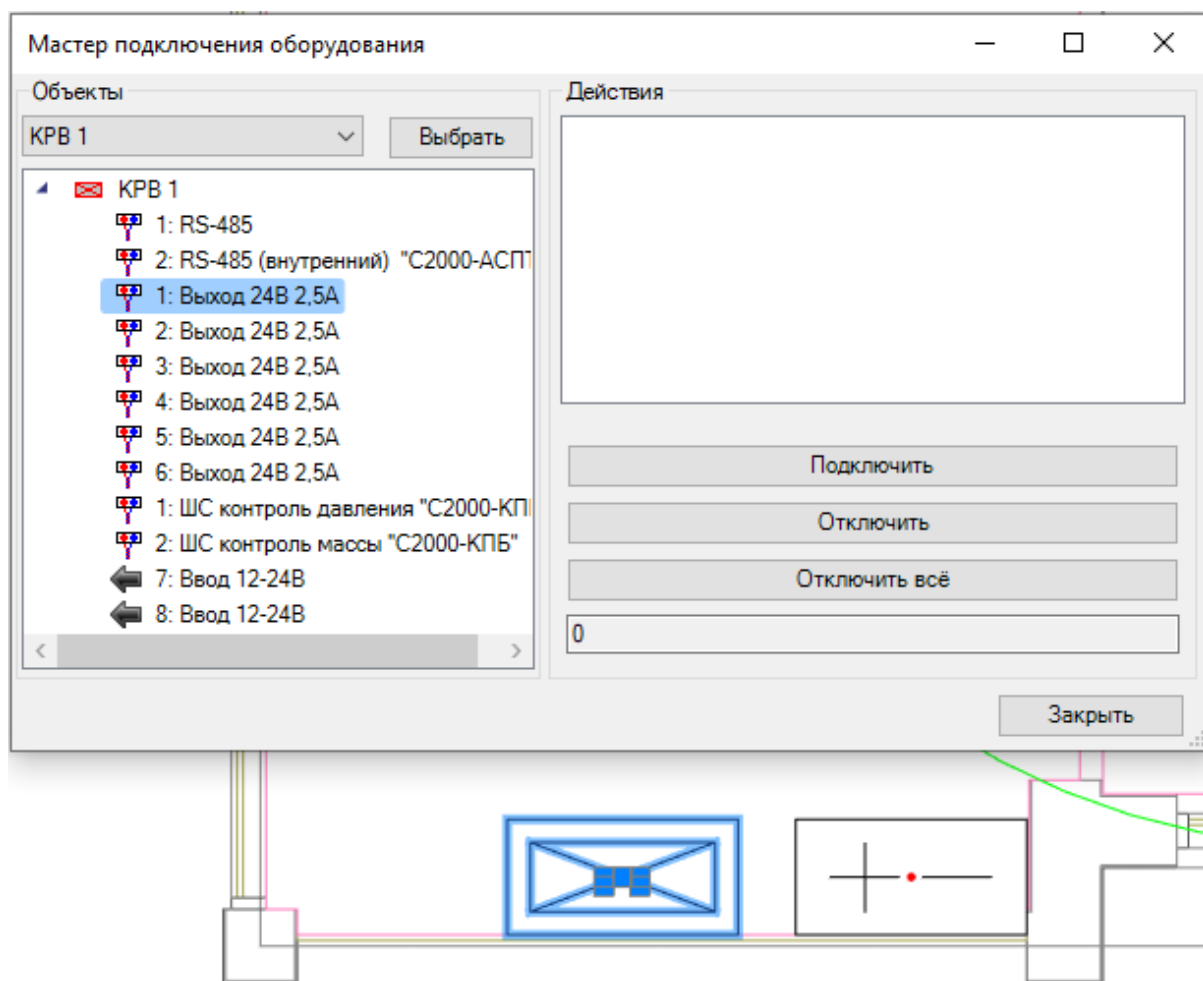 Мастер подключения оборудования
Объекты
КРВ 1
Выбрать
КРВ 1
1: RS-485
2: RS-485 (внутренний) "С2000-АСПТ
1: Выход 24В 2,5А
2: Выход 24В 2,5А
3: Выход 24В 2,5А
4: Выход 24В 2,5А
5: Выход 24В 2,5А
6: Выход 24В 2,5А
1: ШС контроль давления "С2000-КП
2: ШС контроль массы "С2000-КПБ"
7: Ввод 12-24В
8: Ввод 12-24В
Действия
Подключить
Отключить
Отключить всё
0
Закрыть